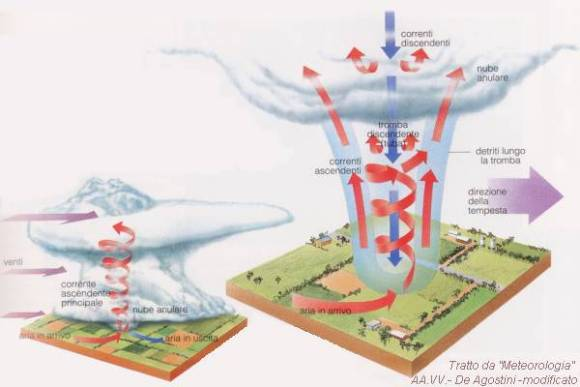 correnti
discendenti
nube
anulare
tromba
discendente
(tuba)
correnti
ascendenti
detriti lungo
la tromba
direzione
della
tempesta
aria in arrivo
venti
corrente
ascendente
principale
nube anulare
aria in arrivo
aria in uscita
Tratto da "Meteorologia"
AA.VV.- De Agostini -modificato